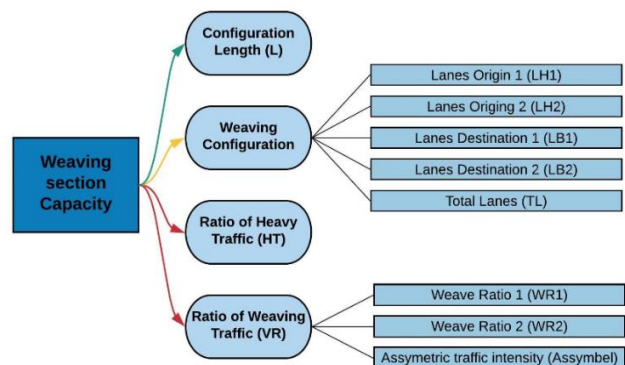 Weaving
section
Capacity
Configuration
Length (L)
Weaving
Configuration
Ratio of Heavy
Traffic (HT)
Ratio of Weaving
Traffic (VR)
Lanes Origin 1 (LH1)
Lanes Origing 2 (LH2)
Lanes Destination 1 (LB1)
Lanes Destination 2 (LB2)
Total Lanes (TL)
Weave Ratio 1 (WR1)
Weave Ratio 2 (WR2)
Assymetric traffic intensity (Assymbel)